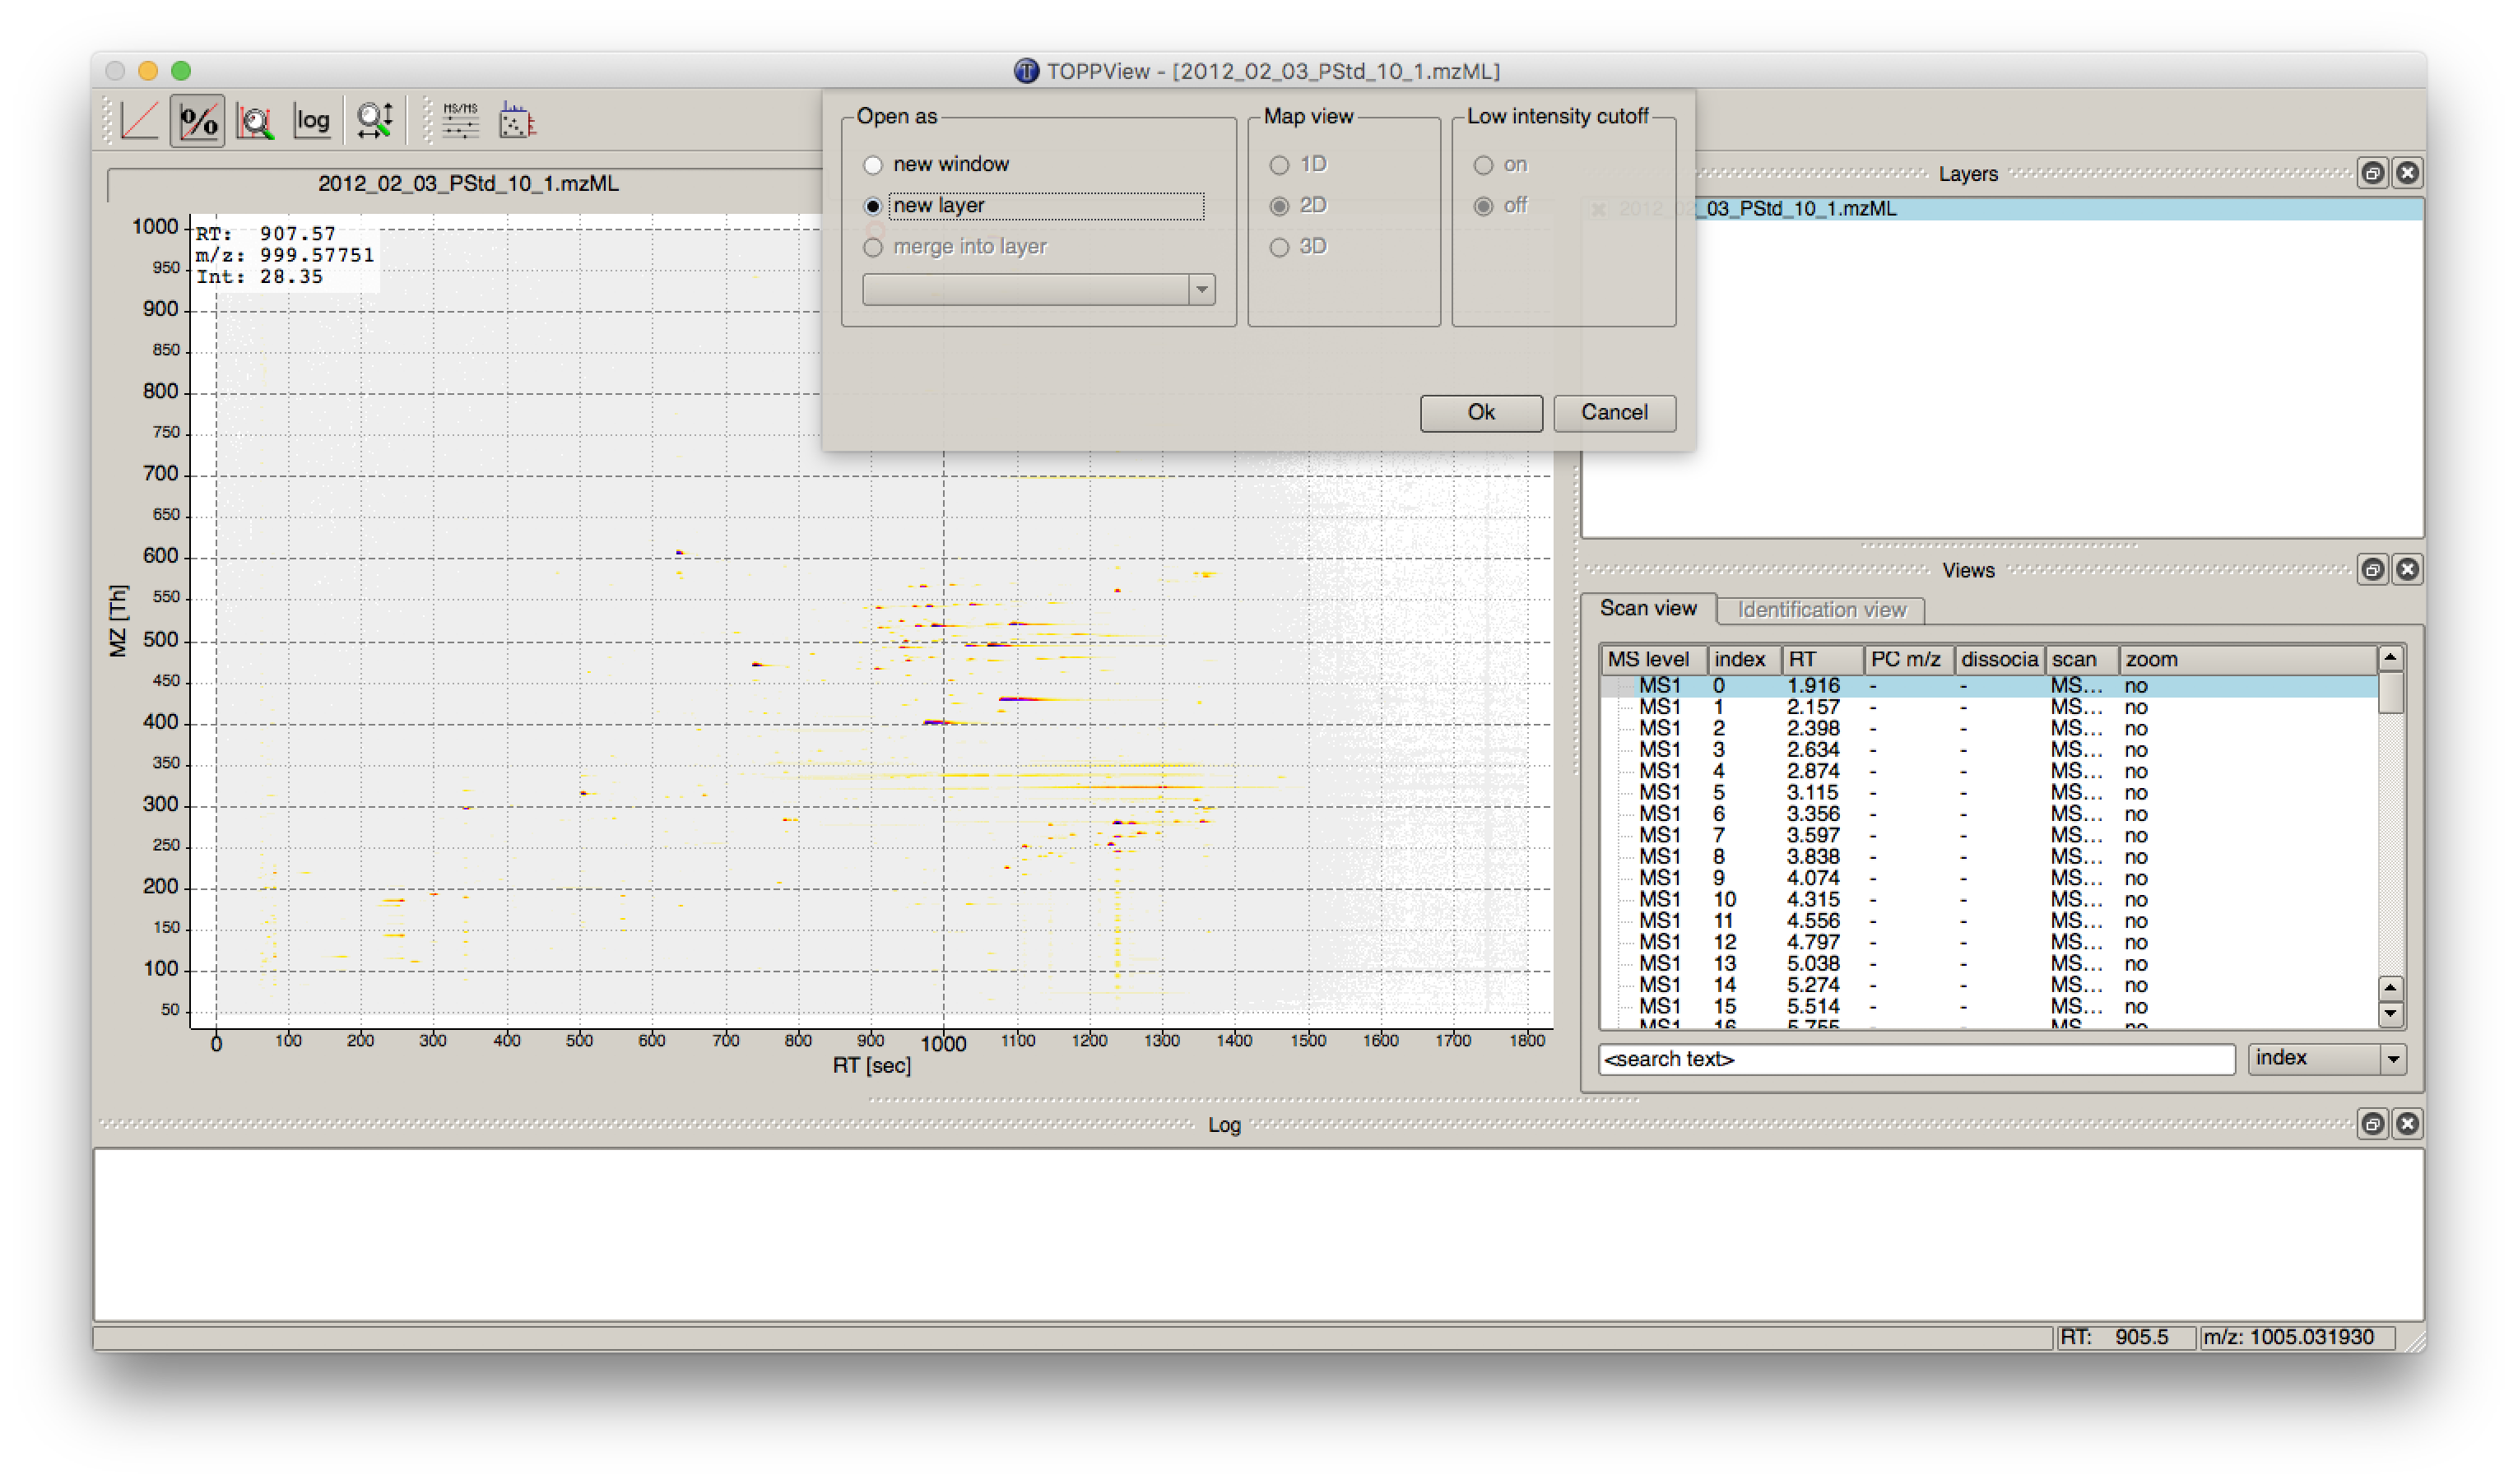 TOPPView - [2012_02_03_PStd_10_1.mzML]
% log MS/MS
Open as
new window
new layer
merge into layer
Map view
1D
2D
3D
Low intensity cutoff
on
off
Ok Cancel
2012_02_03_PStd_10_1.mzML
RT: 907.57
m/z: 999.57751
Int: 28.35
MZ [Th]
1000
950
900
850
800
750
700
650
600
550
500
450
400
350
300
250
200
150
100
50
0 100 200 300 400 500 600 700 800 900 1000 1100 1200 1300 1400 1500 1600 1700 1800
RT [sec]
Layers
2012_02_03_PStd_10_1.mzML
Views
Scan view Identification view
MS level index RT PC m/z dissocia scan zoom
MS1 0 1.916 - - MS... no
MS1 1 2.157 - - MS... no
MS1 2 2.398 - - MS... no
MS1 3 2.634 - - MS... no
MS1 4 2.874 - - MS... no
MS1 5 3.115 - - MS... no
MS1 6 3.356 - - MS... no
MS1 7 3.597 - - MS... no
MS1 8 3.838 - - MS... no
MS1 9 4.074 - - MS... no
MS1 10 4.315 - - MS... no
MS1 11 4.556 - - MS... no
MS1 12 4.797 - - MS... no
MS1 13 5.038 - - MS... no
MS1 14 5.274 - - MS... no
MS1 15 5.514 - - MS... no
MS1 16 5.755 - - MS... no
<search text> index
Log
RT: 905.5 m/z: 1005.031930